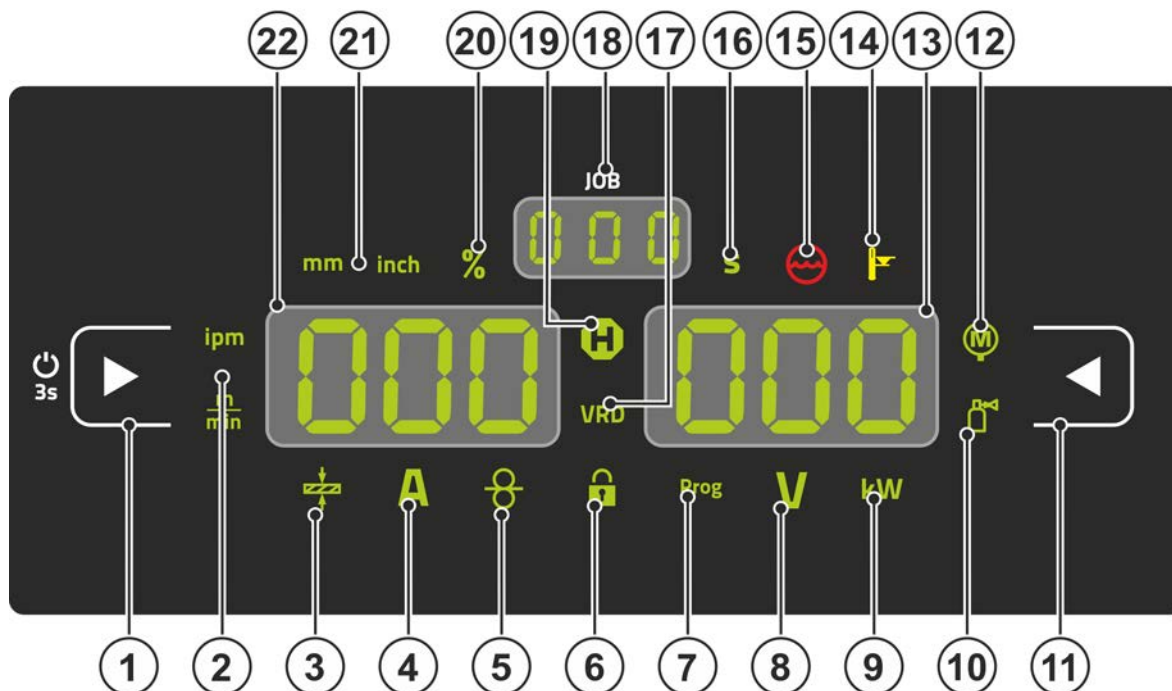 22 21 20 19 18 17 16 15 14 13 12
JOB
000
mm inch % s
ipm 000 H 000 M
3s
m
min VRD
A Prog V kW
1 2 3 4 5 6 7 8 9 10 11